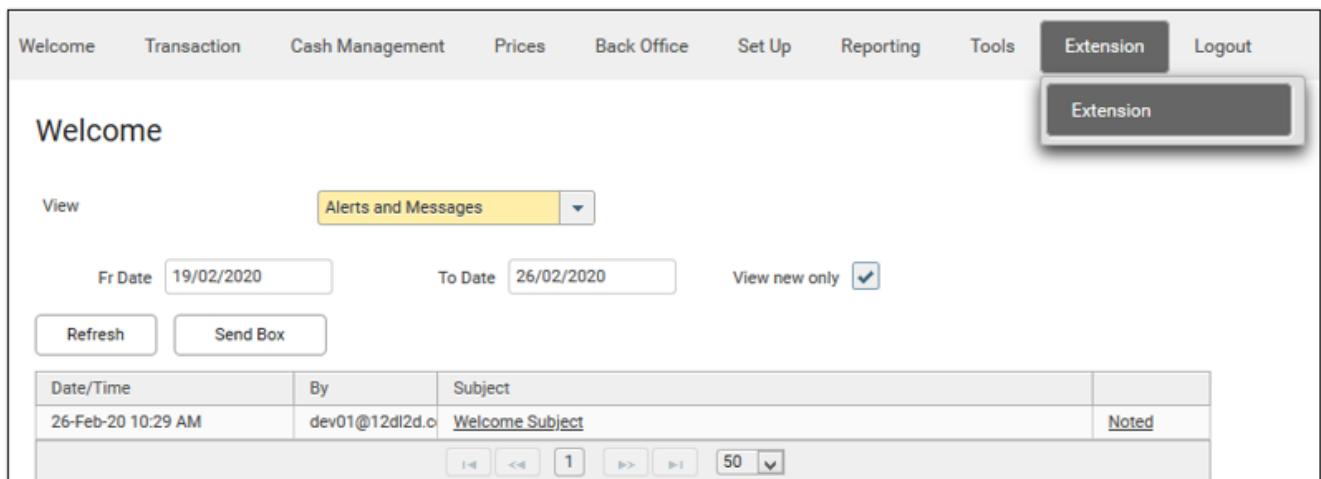 Welcome Transaction Cash Management Prices Back Office Set Up Reporting Tools Extension Logout
Extension
Welcome
View Alerts and Messages
Fr Date 19/02/2020 To Date 26/02/2020 View new only
Refresh Send Box
Date/Time By Subject
26-Feb-20 10:29 AM dev01@12dl2d.c Welcome Subject Noted
1 50